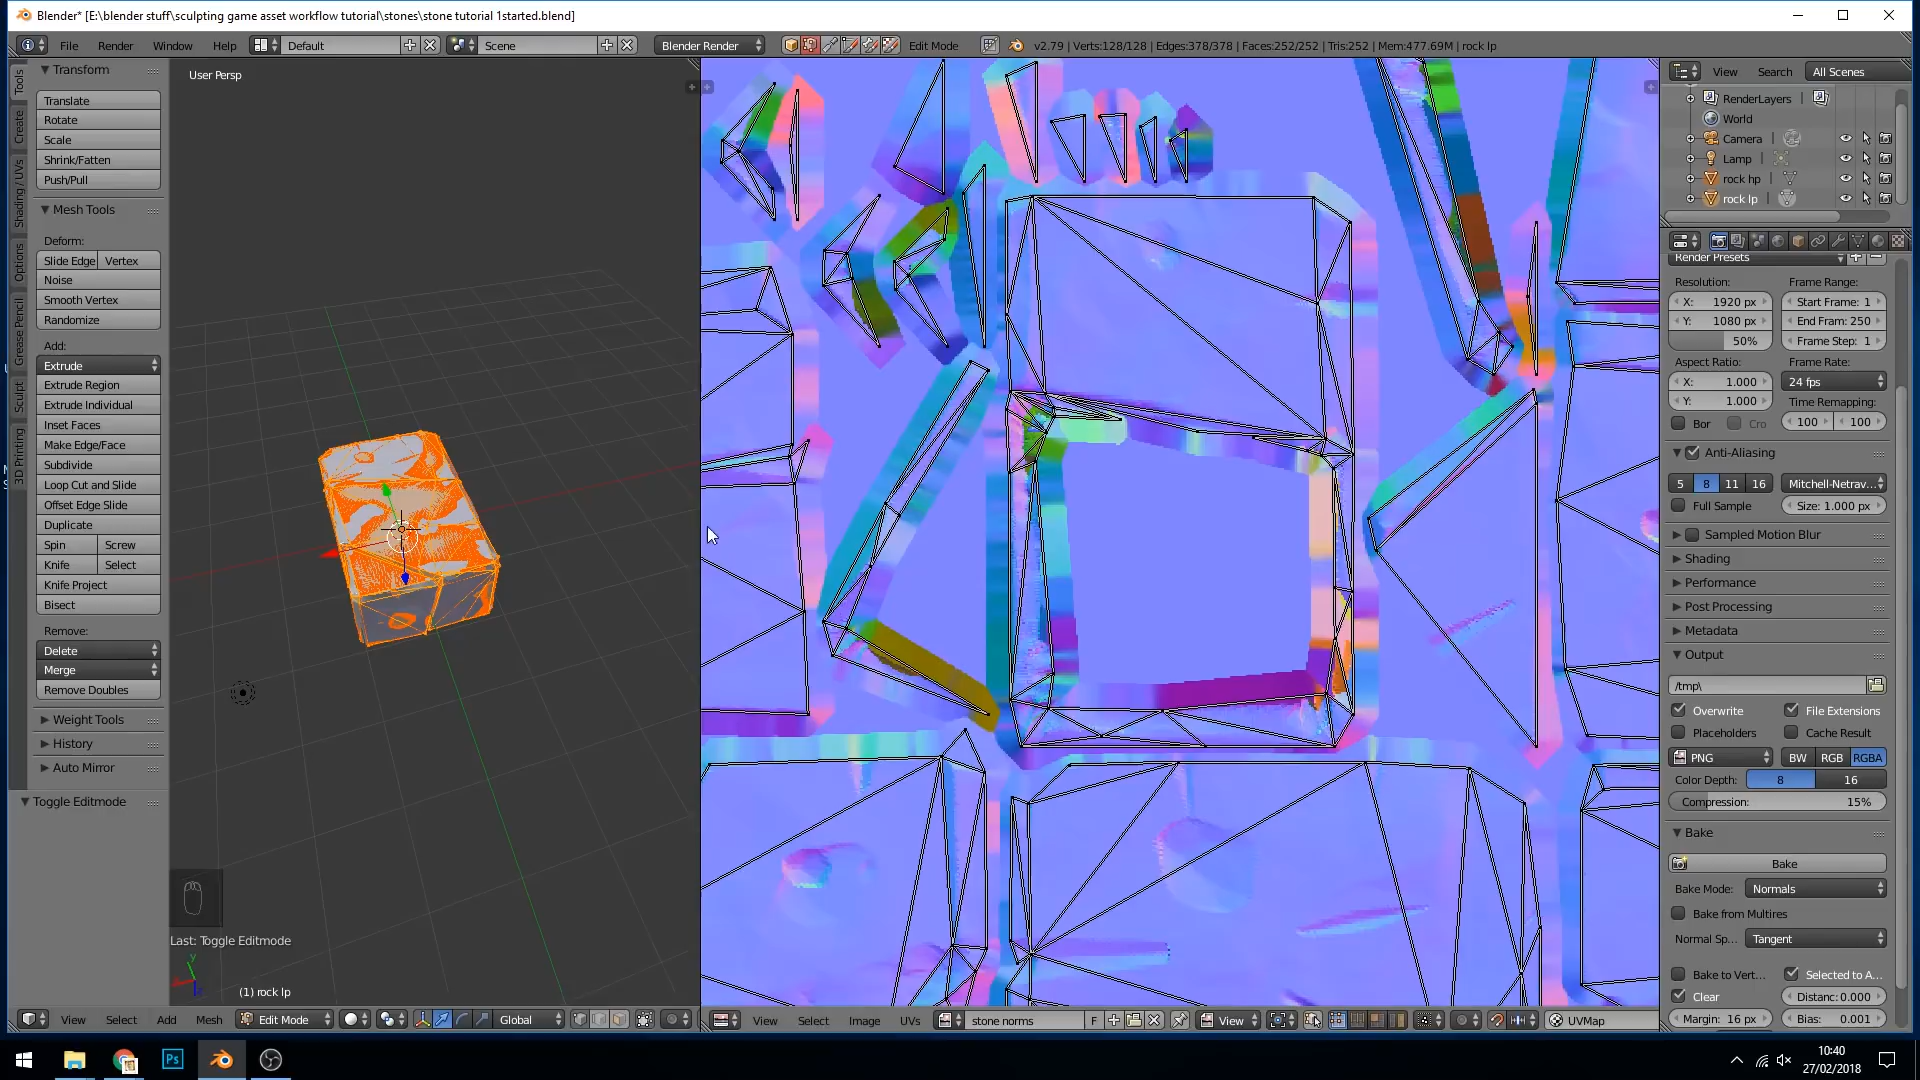 Blender* [E:\blender stuff\sculpting game asset workflow tutorial\stones\stone tutorial 1started.blend]
File Render Window Help Default Scene Blender Render Edit Mode v2.79 | Verts:128/128 | Edges:378/378 | Faces:252/252 | Tris:252 | Mem:477.69M | rock lp
View Search All Scenes
RenderLayers
World
Camera
Lamp
rock hp
rock lp
Tools
Create
Shading / UVs
Options
Grease Pencil
Sculpt
3D Printing
Transform
Translate
Rotate
Scale
Shrink/Fatten
Push/Pull
Mesh Tools
Deform:
Slide Edge Vertex
Noise
Smooth Vertex
Randomize
Add:
Extrude
Extrude Region
Extrude Individual
Inset Faces
Make Edge/Face
Subdivide
Loop Cut and Slide
Offset Edge Slide
Duplicate
Spin Screw
Knife Select
Knife Project
Bisect
Remove:
Delete
Merge
Remove Doubles
Weight Tools
History
Auto Mirror
Toggle Editmode
User Persp
Last: Toggle Editmode
(1) rock lp
Render Presets
Resolution: Frame Range:
X: 1920 px Start Frame: 1
Y: 1080 px End Fram: 250
50% Frame Step: 1
Aspect Ratio: Frame Rate:
X: 1.000 24 fps
Y: 1.000 Time Remapping:
Bor Cro 100 100
Anti-Aliasing
5 8 11 16 Mitchell-Netrav...
Full Sample Size: 1.000 px
Sampled Motion Blur
Shading
Performance
Post Processing
Metadata
Output
/tmp\
Overwrite File Extensions
Placeholders Cache Result
PNG BW RGB RGBA
Color Depth: 8 16
Compression: 15%
Bake
Bake
Bake Mode: Normals
Bake from Multires
Normal Sp... Tangent
Bake to Vert... Selected to A...
Clear Distanc: 0.000
Margin: 16 px Bias: 0.001
View Select Add Mesh Edit Mode Global
View Select Image UVs stone norms F View UVMap
Ps
10:40
27/02/2018